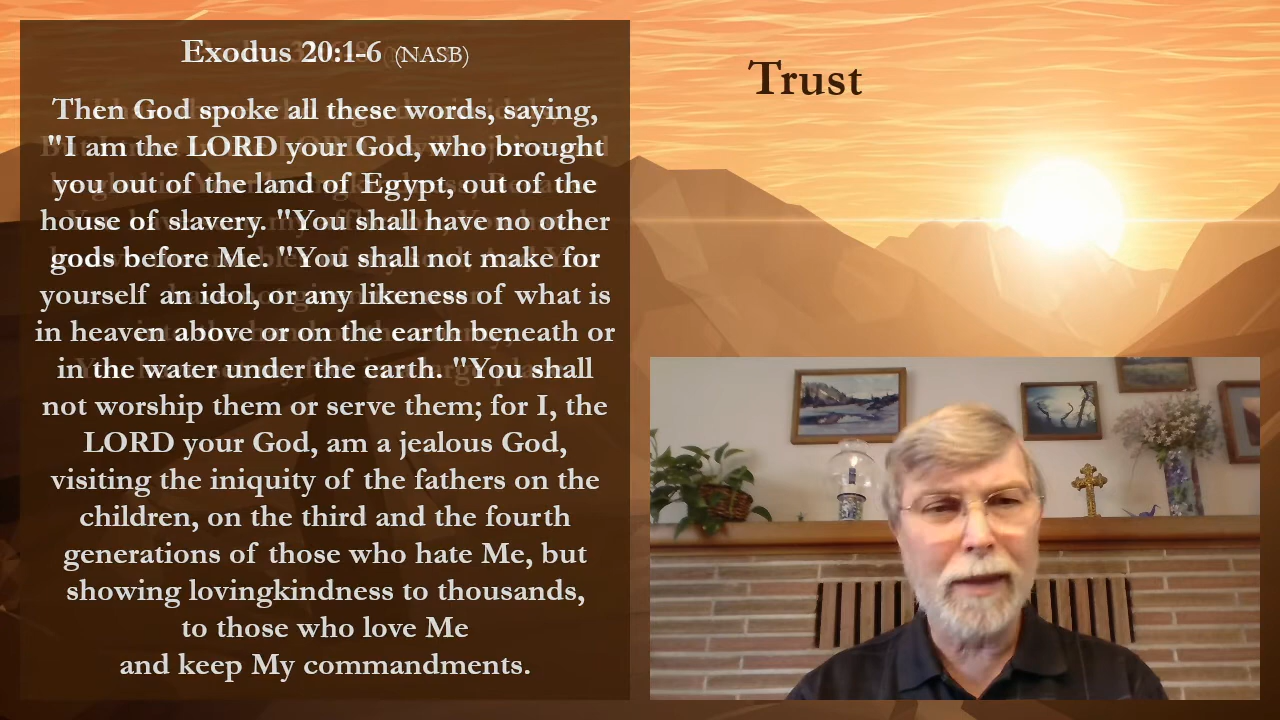 Exodus 20:1-6 (NASB)
Then God spoke all these words, saying,
"I am the LORD your God, who brought
you out of the land of Egypt, out of the
house of slavery. "You shall have no other
gods before Me. "You shall not make for
yourself an idol, or any likeness of what is
in heaven above or on the earth beneath or
in the water under the earth. "You shall
not worship them or serve them; for I, the
LORD your God, am a jealous God,
visiting the iniquity of the fathers on the
children, on the third and the fourth
generations of those who hate Me, but
showing lovingkindness to thousands,
to those who love Me
and keep My commandments.
Trust